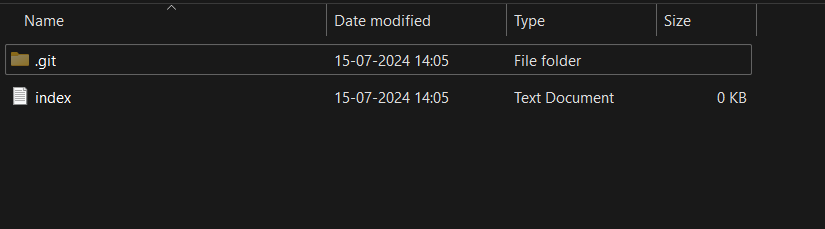 Name Date modified Type Size
.git 15-07-2024 14:05 File folder
index 15-07-2024 14:05 Text Document 0 KB